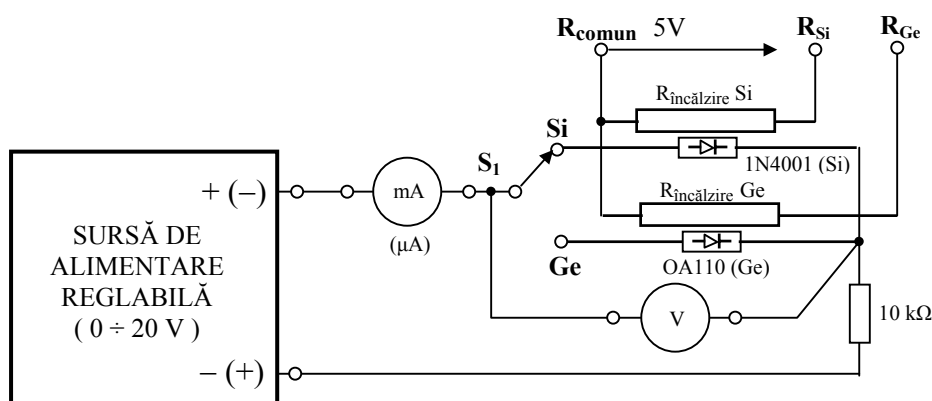 Rcomun 5V RSi RGe
Rîncălzire Si
Si
1N4001 (Si)
S1
+ (–)
mA
(μA)
Rîncălzire Ge
SURSĂ DE
ALIMENTARE
REGLABILĂ
( 0 ÷ 20 V )
Ge
OA110 (Ge)
V
10 kΩ
– (+)